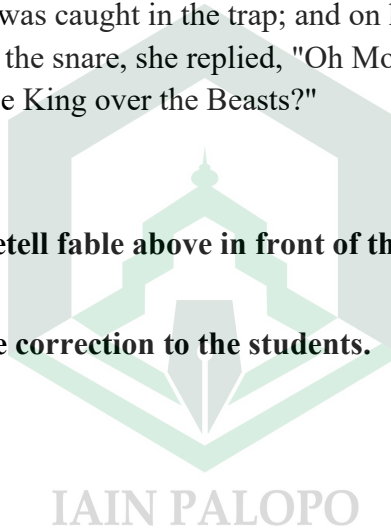 was caught in the trap; and on
the snare, she replied, "Oh Mo
e King over the Beasts?"
etell fable above in front of th
e correction to the students.
IAIN PALOPO